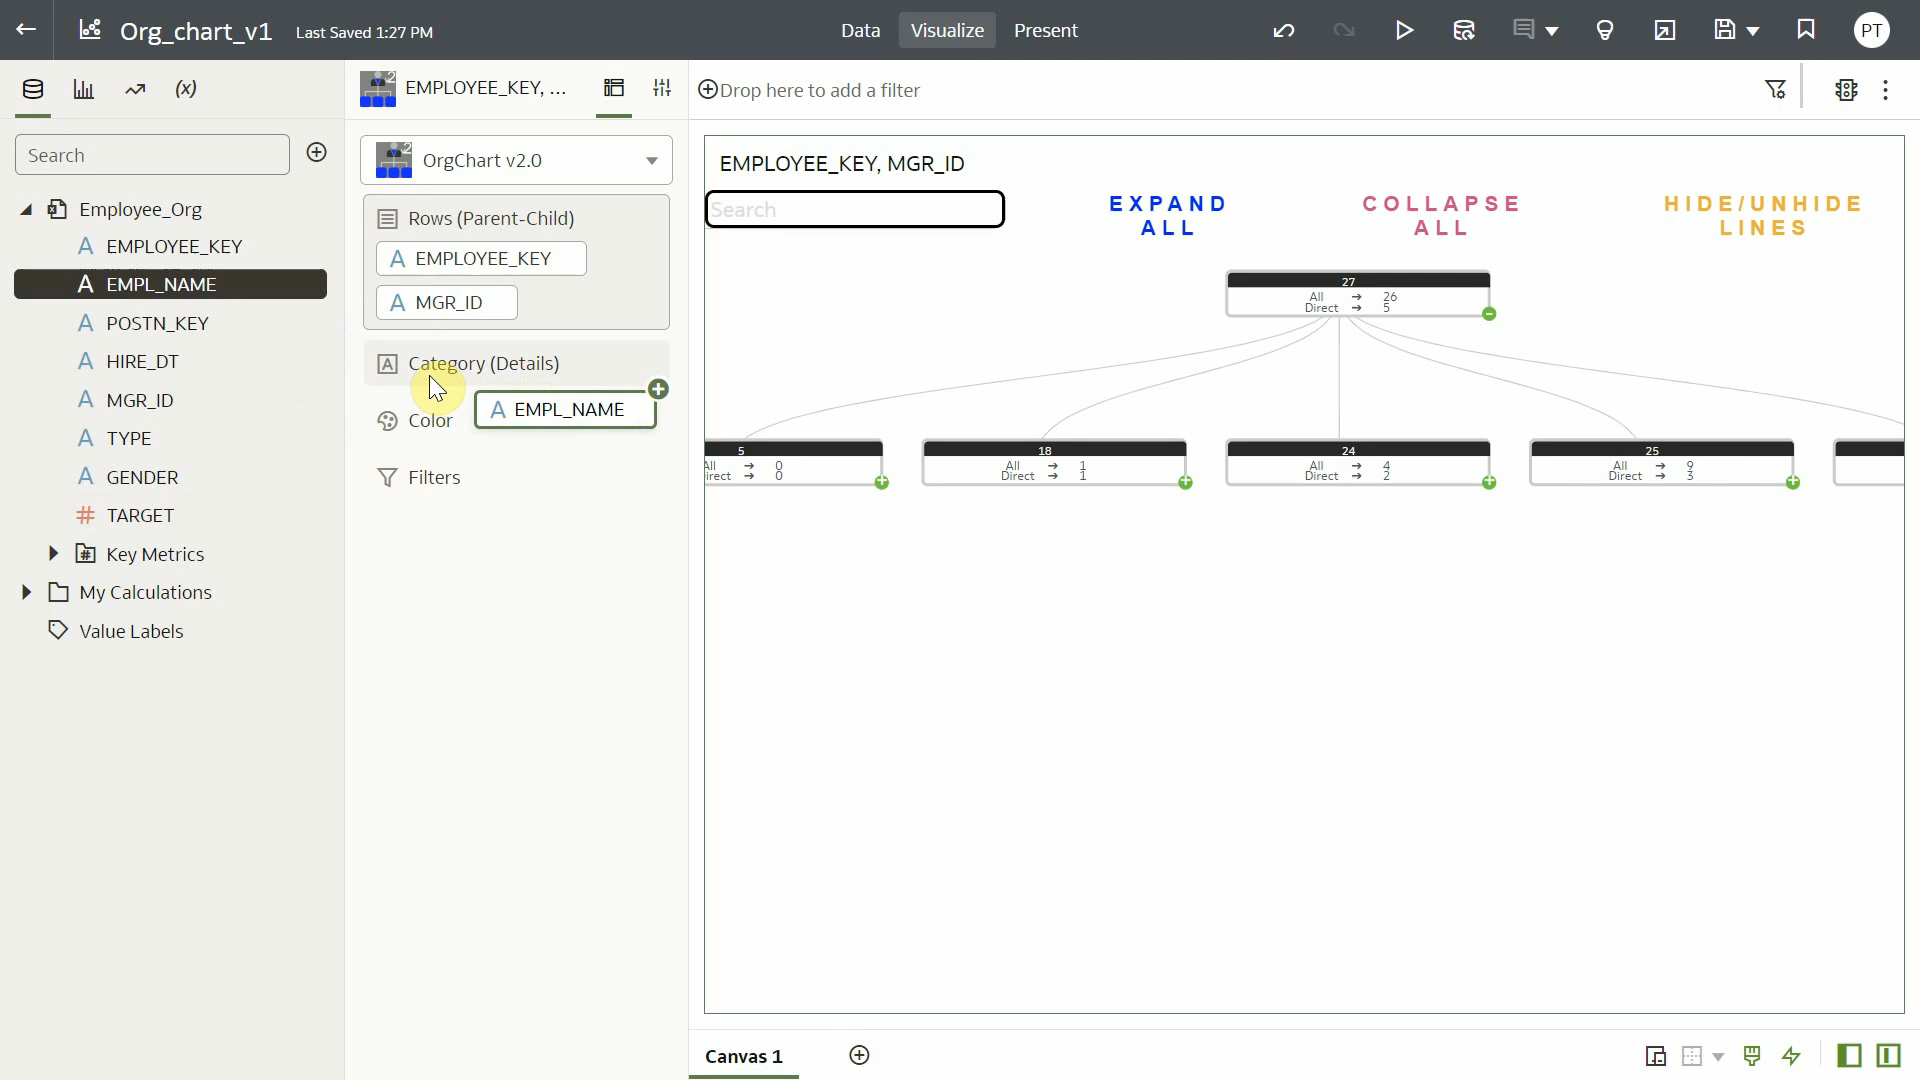 Org_chart_v1
Last Saved 1:27 PM
Data
Visualize
Present
PT
(x)
Search
Employee_Org
A EMPLOYEE_KEY
A EMPL_NAME
A POSTN_KEY
A HIRE_DT
A MGR_ID
A TYPE
A GENDER
# TARGET
# Key Metrics
My Calculations
Value Labels
2
EMPLOYEE_KEY, ...
2
OrgChart v2.0
Rows (Parent-Child)
A EMPLOYEE_KEY
A MGR_ID
A Category (Details)
A EMPL_NAME
Color
Filters
Drop here to add a filter
EMPLOYEE_KEY, MGR_ID
Search
EXPAND
ALL
COLLAPSE
ALL
HIDE/UNHIDE
LINES
27
All → 26
Direct → 5
5
All → 0
irect → 0
18
All → 1
Direct → 1
24
All → 4
Direct → 2
25
All → 9
Direct → 3
Canvas 1